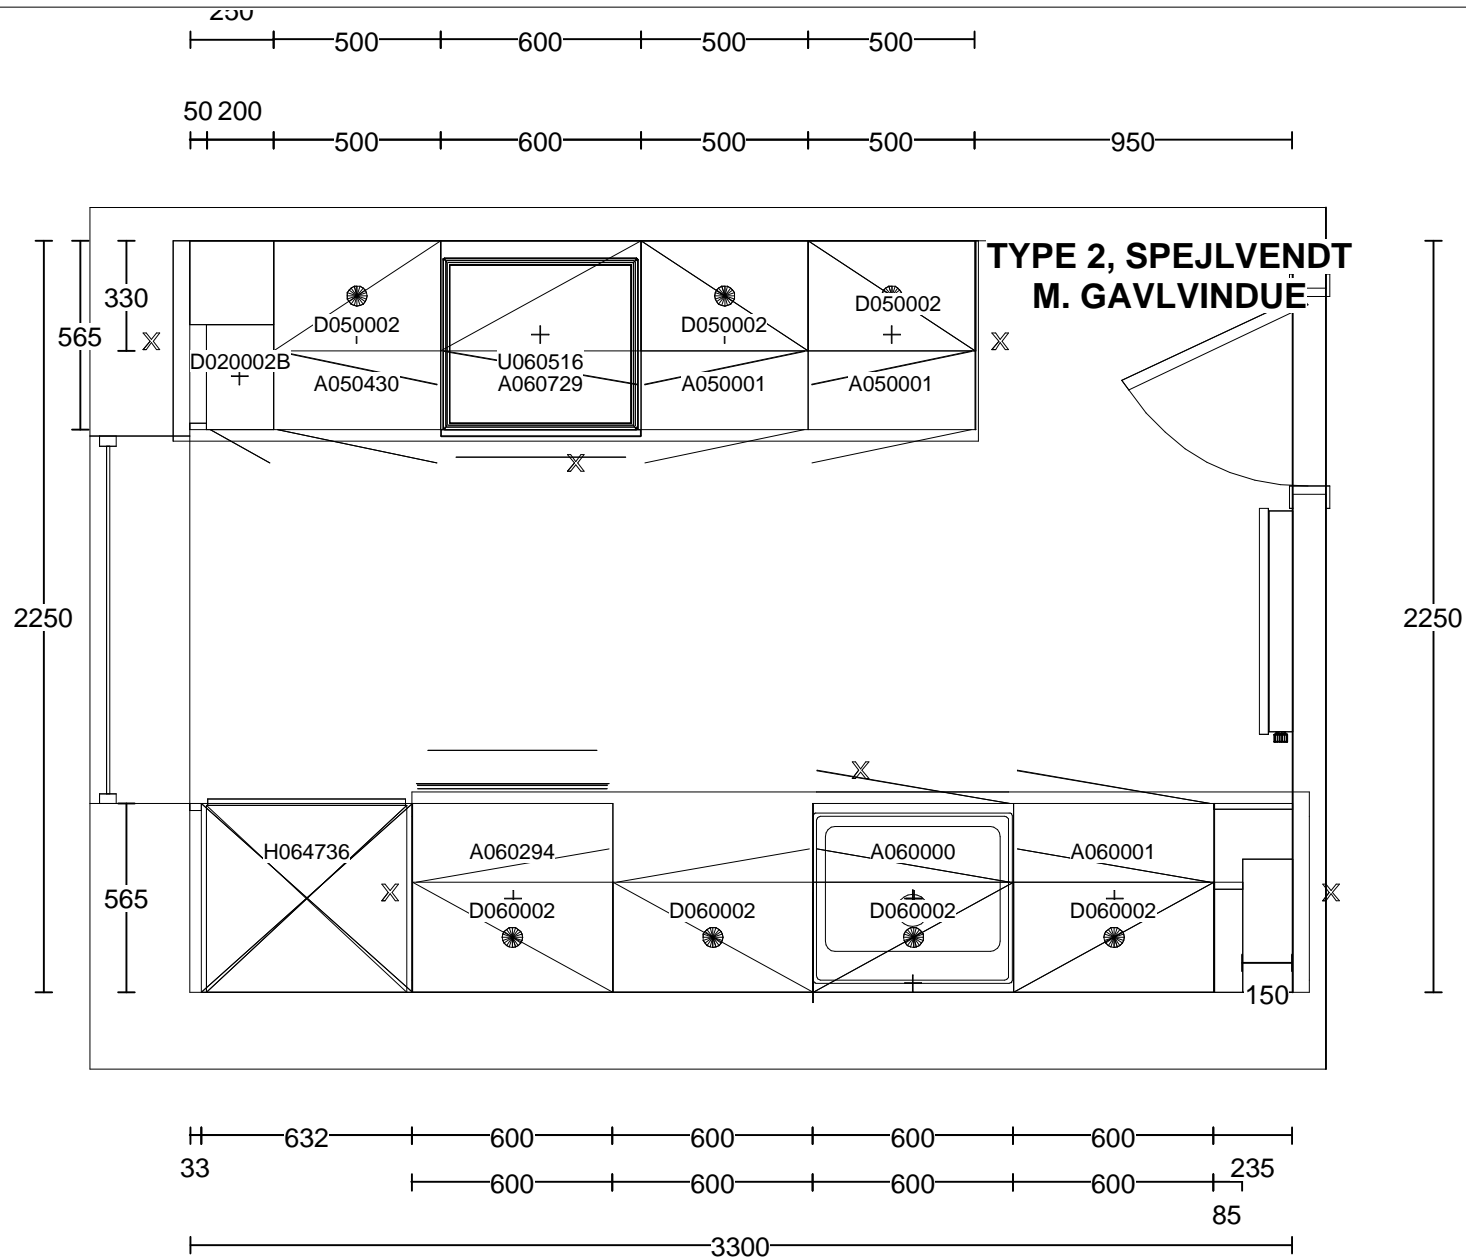 250
500 600 500 500
50 200
500 600 500 500 950
TYPE 2, SPEJLVENDT
M. GAVLVINDUE
330
565
X
X
D050002
D050002
D050002
D020002B
U060516
A050430
A060729
A050001
A050001
X
2250
2250
X
H064736
A060294
A060000
A060001
X
X
565
D060002
D060002
D060002
D060002
150
632 600 600 600 600
33
235
600 600 600 600
85
3300